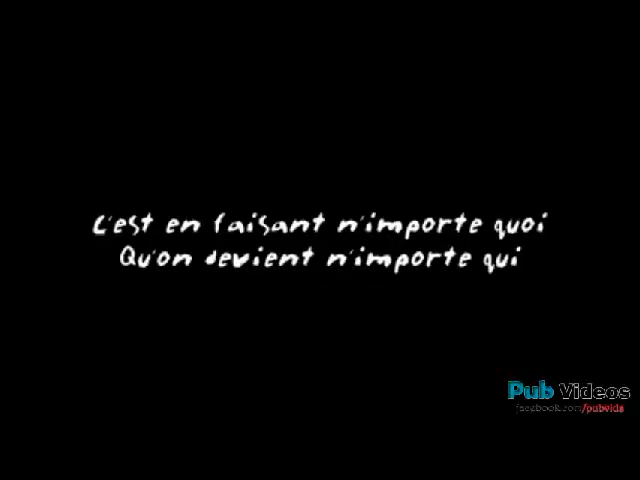 C'est en faisant n'importe quoi
Qu'on devient n'importe qui
Pub Videos
facebook.com/pubvids